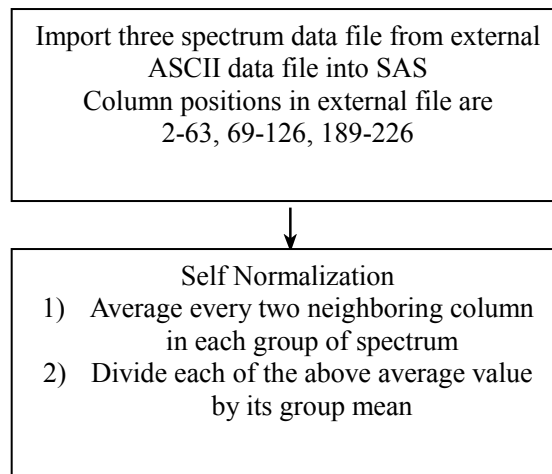 Import three spectrum data file from external
ASCII data file into SAS
Column positions in external file are
2-63, 69-126, 189-226
Self Normalization
1) Average every two neighboring column
in each group of spectrum
2) Divide each of the above average value
by its group mean